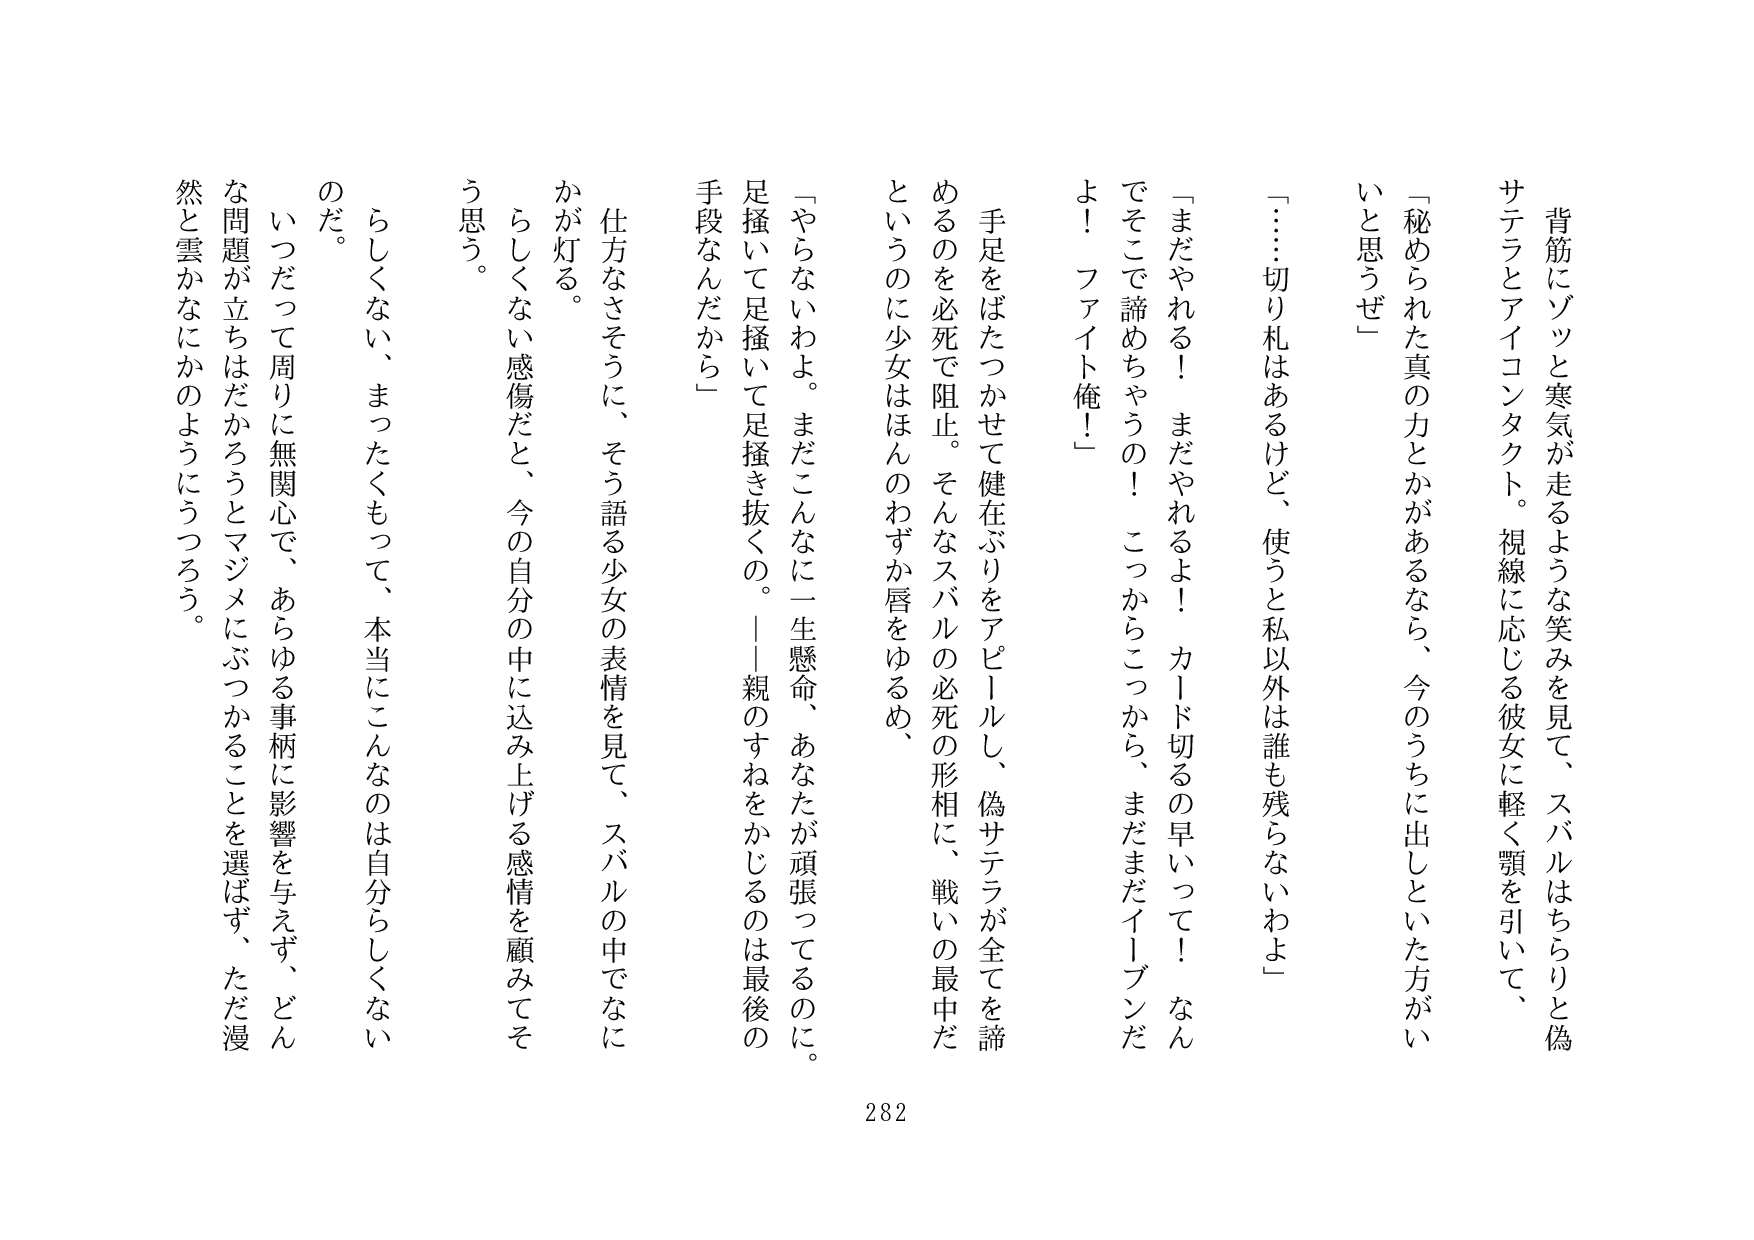 背筋にゾッと寒気が走るような笑みを見て、スバルはちらりと偽
サテラとアイコンタクト。視線に応じる彼女に軽く顎を引いて、
「秘められた真の力とかがあるなら、今のうちに出しといた方がい
いと思うぜ」
「……切り札はあるけど、使うと私以外は誰も残らないわよ」
「まだやれる！　まだやれるよ！　カード切るの早いって！　なん
でそこで諦めちゃうの！　こっからこっから、まだまだイーブンだ
よ！　ファイト俺！」
　手足をばたつかせて健在ぶりをアピールし、偽サテラが全てを諦
めるのを必死で阻止。そんなスバルの必死の形相に、戦いの最中だ
というのに少女はほんのわずか唇をゆるめ、
「やらないわよ。まだこんなに一生懸命、あなたが頑張ってるのに。
足掻いて足掻いて足掻き抜くの。――親のすねをかじるのは最後の
手段なんだから」
　仕方なさそうに、そう語る少女の表情を見て、スバルの中でなに
かが灯る。
　らしくない感傷だと、今の自分の中に込み上げる感情を顧みてそ
う思う。
　らしくない、まったくもって、本当にこんなのは自分らしくない
のだ。
　いつだって周りに無関心で、あらゆる事柄に影響を与えず、どん
な問題が立ちはだかろうとマジメにぶつかることを選ばず、ただ漫
然と雲かなにかのようにうつろう。
282